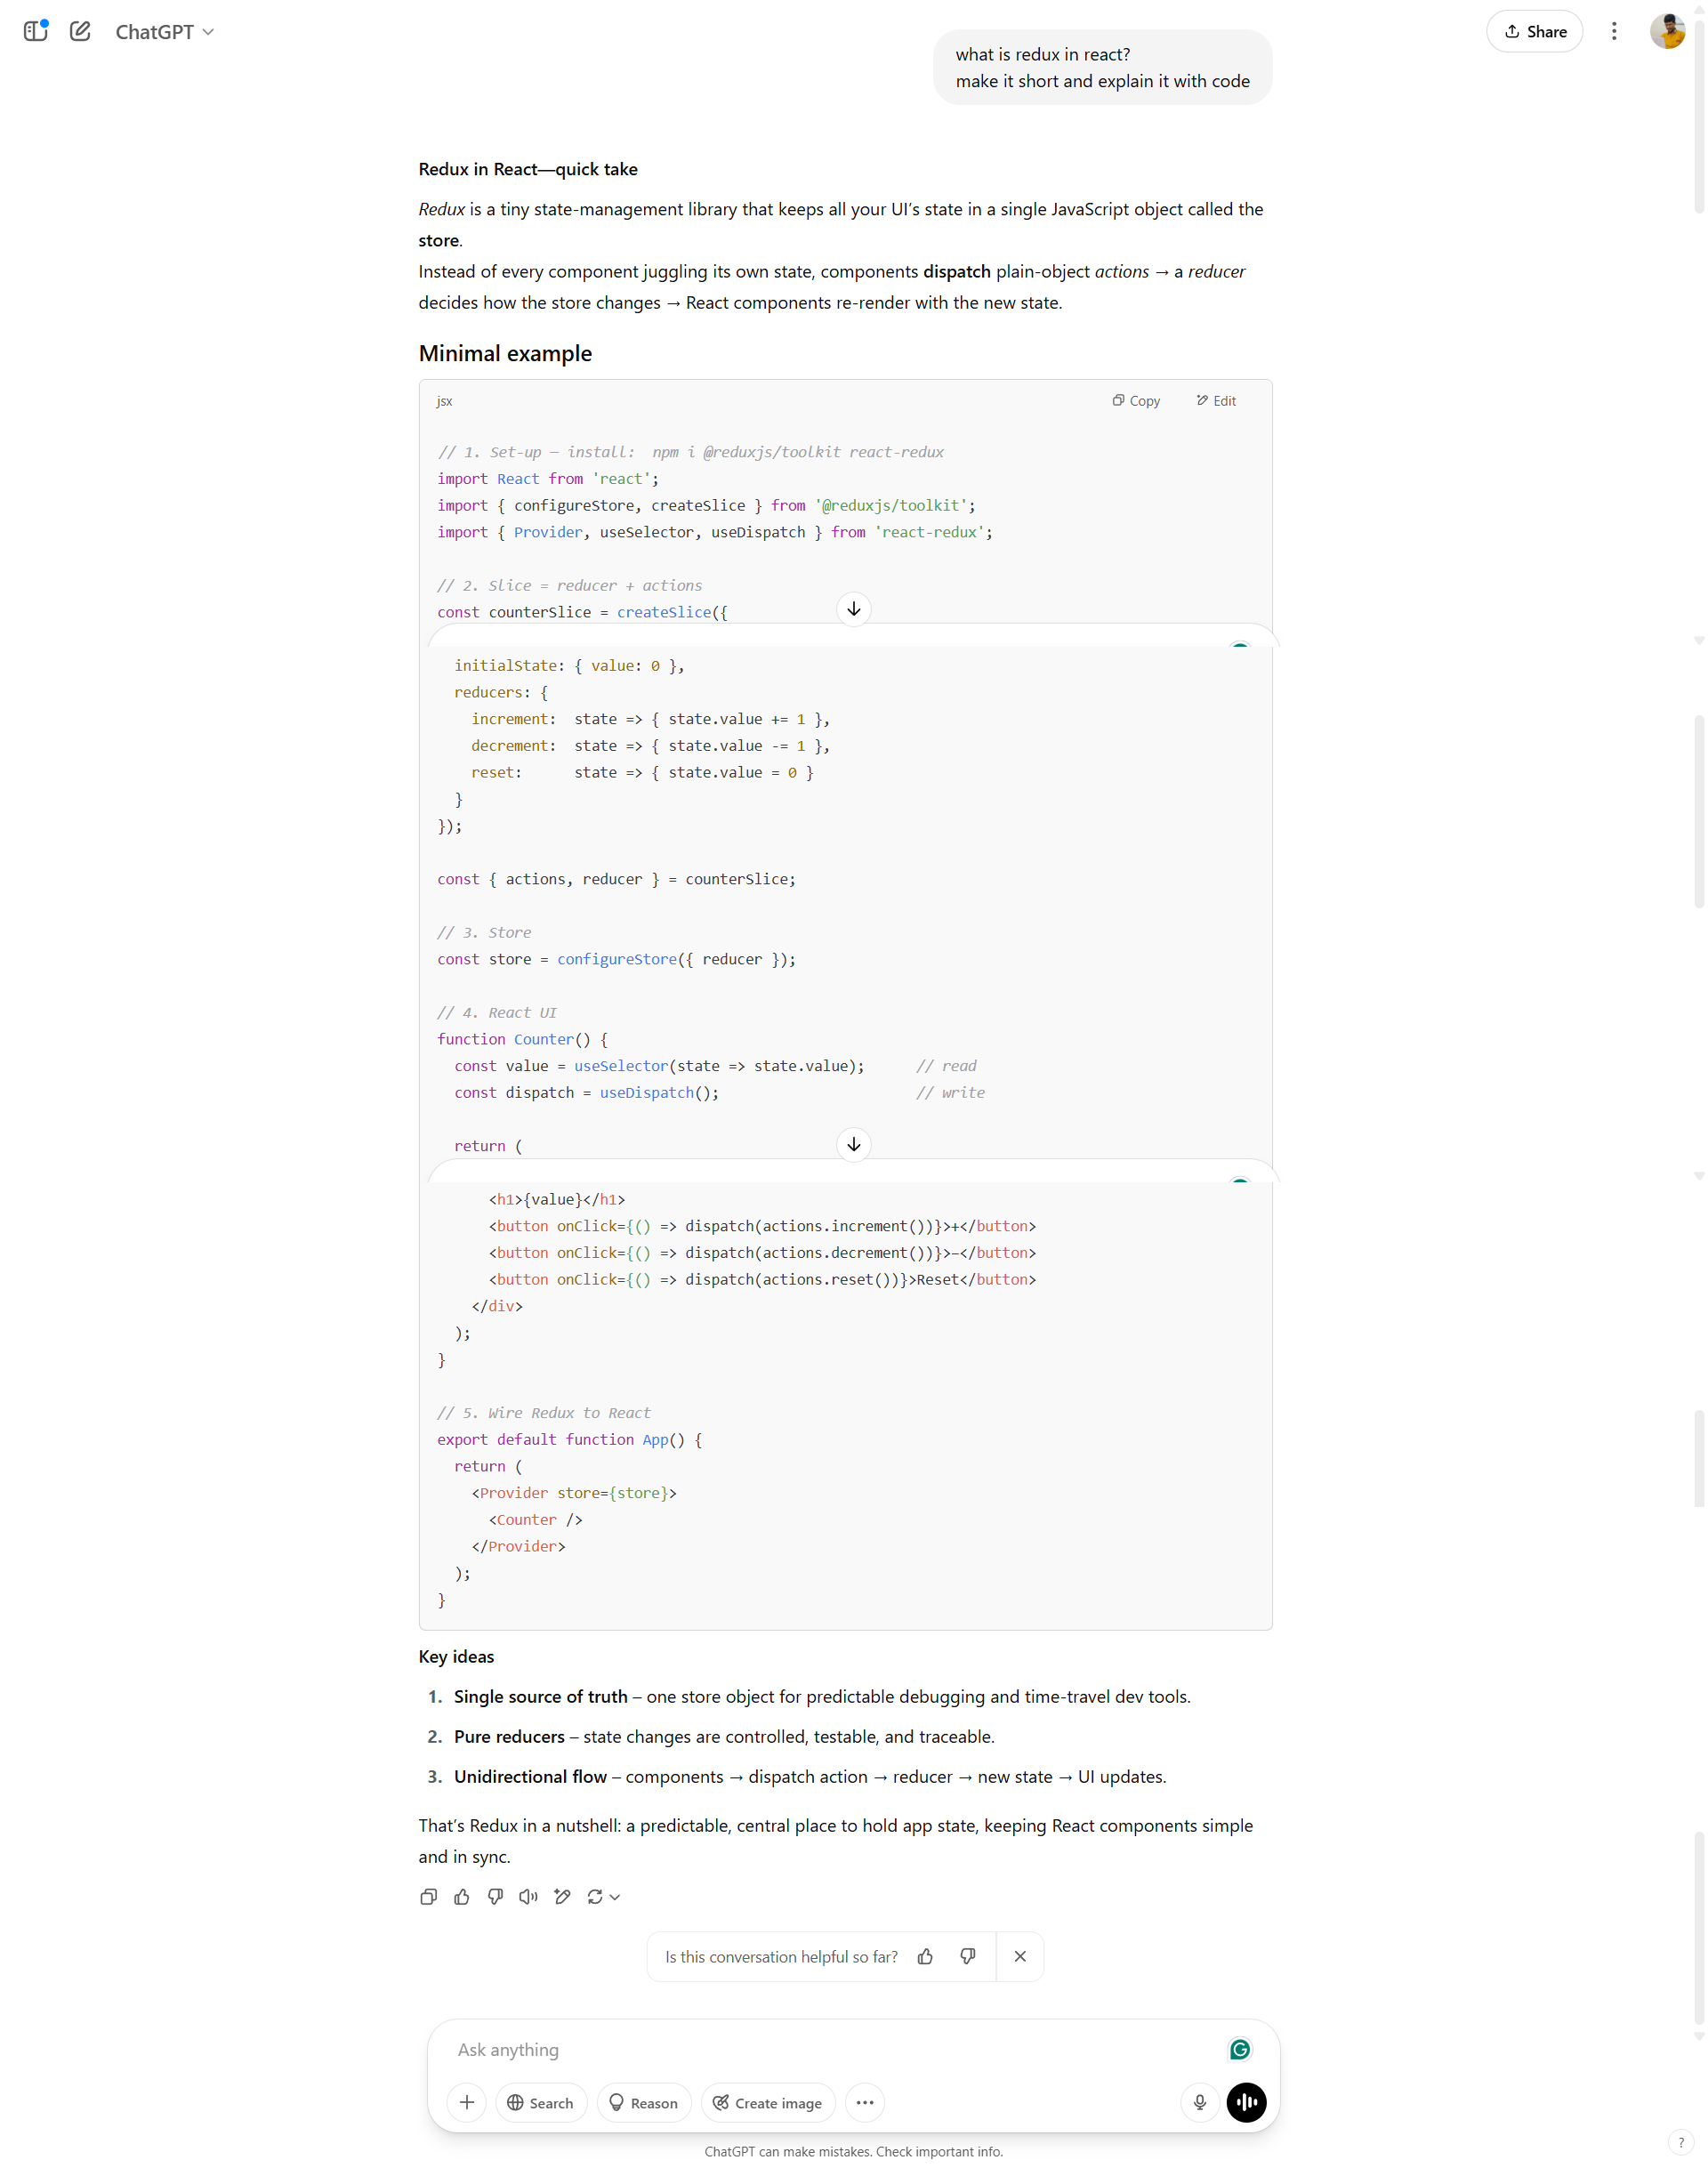 ChatGPT
Share
what is redux in react?
make it short and explain it with code
Redux in React—quick take
Redux is a tiny state-management library that keeps all your UI’s state in a single JavaScript object called the
store.
Instead of every component juggling its own state, components dispatch plain-object actions → a reducer
decides how the store changes → React components re-render with the new state.
Minimal example
jsx
Copy
Edit
// 1. Set-up — install:  npm i @reduxjs/toolkit react-redux
import React from 'react';
import { configureStore, createSlice } from '@reduxjs/toolkit';
import { Provider, useSelector, useDispatch } from 'react-redux';
// 2. Slice = reducer + actions
const counterSlice = createSlice({
  initialState: { value: 0 },
  reducers: {
    increment:  state => { state.value += 1 },
    decrement:  state => { state.value -= 1 },
    reset:      state => { state.value = 0 }
  }
});
const { actions, reducer } = counterSlice;
// 3. Store
const store = configureStore({ reducer });
// 4. React UI
function Counter() {
  const value = useSelector(state => state.value);      // read
  const dispatch = useDispatch();                       // write
  return (
      <h1>{value}</h1>
      <button onClick={() => dispatch(actions.increment())}>+</button>
      <button onClick={() => dispatch(actions.decrement())}>–</button>
      <button onClick={() => dispatch(actions.reset())}>Reset</button>
    </div>
  );
}
// 5. Wire Redux to React
export default function App() {
  return (
    <Provider store={store}>
      <Counter />
    </Provider>
  );
}
Key ideas
1. Single source of truth – one store object for predictable debugging and time-travel dev tools.
2. Pure reducers – state changes are controlled, testable, and traceable.
3. Unidirectional flow – components → dispatch action → reducer → new state → UI updates.
That’s Redux in a nutshell: a predictable, central place to hold app state, keeping React components simple
and in sync.
Is this conversation helpful so far?
Ask anything
Search
Reason
Create image
ChatGPT can make mistakes. Check important info.
?